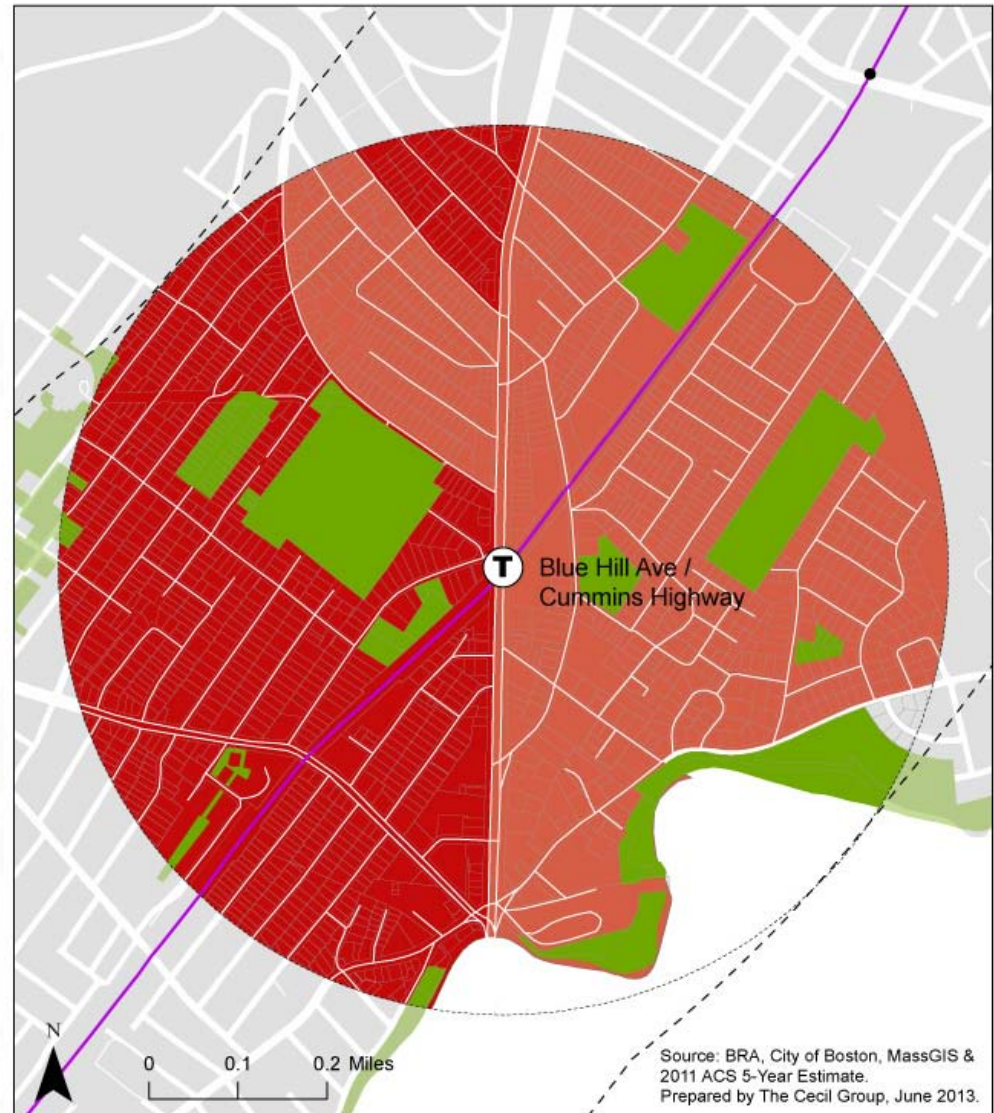 T
Blue Hill Ave /
Cummins Highway
N
0 0.1 0.2 Miles
Source: BRA, City of Boston, MassGIS &
2011 ACS 5-Year Estimate.
Prepared by The Cecil Group, June 2013.